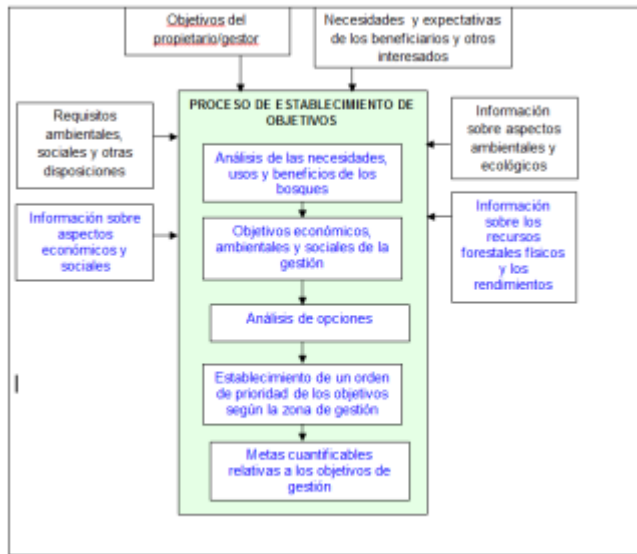 Objetivos del
propietario/gestor
Necesidades y expectativas
de los beneficiarios y otros
interesados
PROCESO DE ESTABLECIMIENTO DE
OBJETIVOS
Requisitos
ambientales,
sociales y otras
disposiciones
Información
sobre aspectos
ambientales y
ecológicos
Análisis de las necesidades,
usos y beneficios de los
bosques
Información sobre
aspectos
económicos y
sociales
Información
sobre los
recursos
forestales físicos
y los
rendimientos
Objetivos económicos,
ambientales y sociales de la
gestión
Análisis de opciones
Establecimiento de un orden
de prioridad de los objetivos
según la zona de gestión
Metas cuantificables
relativas a los objetivos de
gestión